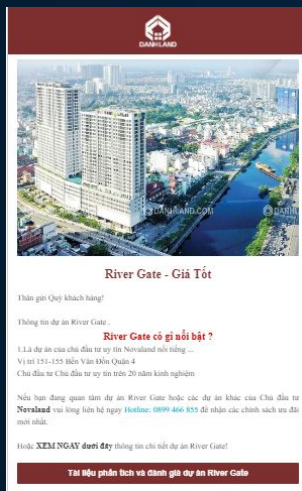 DANHLAND
DANHLAND.COM
DANHL
River Gate - Giá Tốt
Thân gửi Quý khách hàng!
Thông tin dự án River Gate .
River Gate có gì nổi bật ?
1.Là dự án của chủ đầu tư uy tín Novaland nổi tiếng ...
Vị trí 151-155 Bến Vân Đồn Quận 4
Chủ đầu tư Chủ đầu tư uy tín trên 20 năm kinh nghiệm
Nếu bạn đang quan tâm dự án River Gate hoặc các dự án khác của Chủ đầu tư
Novaland vui lòng liên hệ ngay Hotline: 0899 466 855 để nhận các chính sách ưu đãi
mới nhất.
Hoặc XEM NGAY dưới đây thông tin chi tiết dự án River Gate!
Tài liệu phân tích và đánh giá dự án River Gate